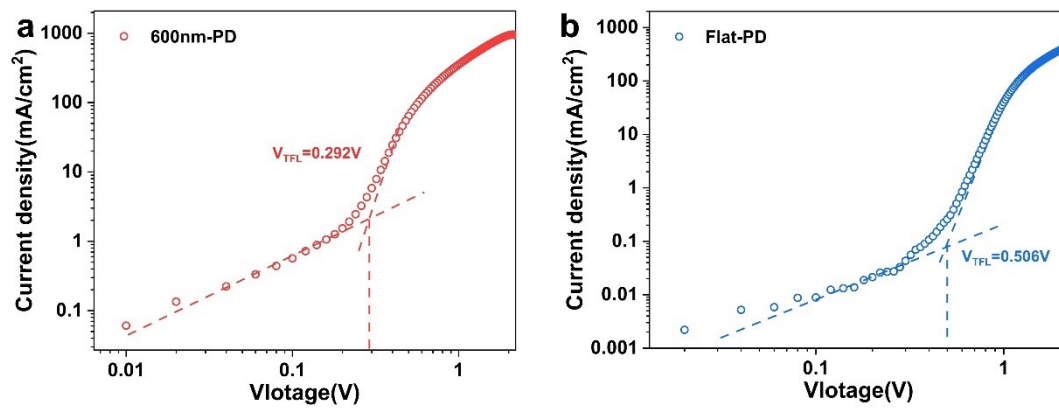 a
600nm-PD
V_TFL=0.292V
Current density(mA/cm²)
1000
100
10
1
0.1
0.01
0.1
1
Vlotage(V)
b
Flat-PD
V_TFL=0.506V
Current density(mA/cm²)
1000
100
10
1
0.1
0.01
0.001
0.1
1
Vlotage(V)